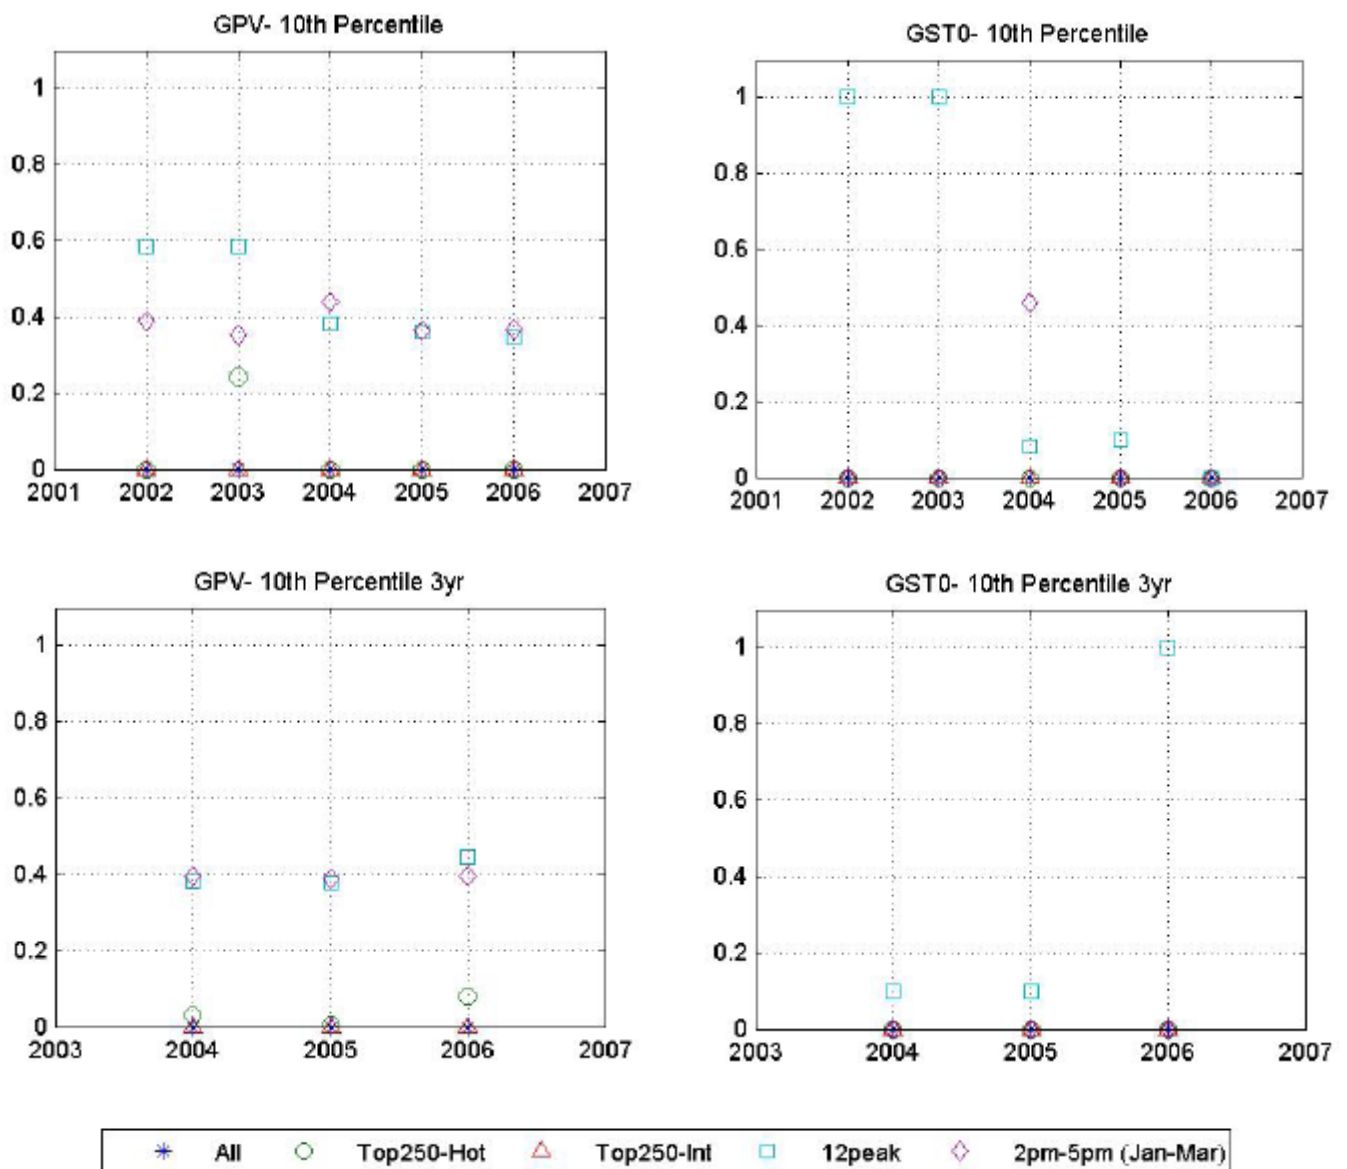 GPV- 10th Percentile
1
0.8
0.6
0.4
0.2
0
2001 2002 2003 2004 2005 2006 2007
GST0- 10th Percentile
1
0.8
0.6
0.4
0.2
0
2001 2002 2003 2004 2005 2006 2007
GPV- 10th Percentile 3yr
1
0.8
0.6
0.4
0.2
0
2003 2004 2005 2006 2007
GST0- 10th Percentile 3yr
1
0.8
0.6
0.4
0.2
0
2003 2004 2005 2006 2007
All Top250-Hot Top250-Int 12peak 2pm-5pm (Jan-Mar)